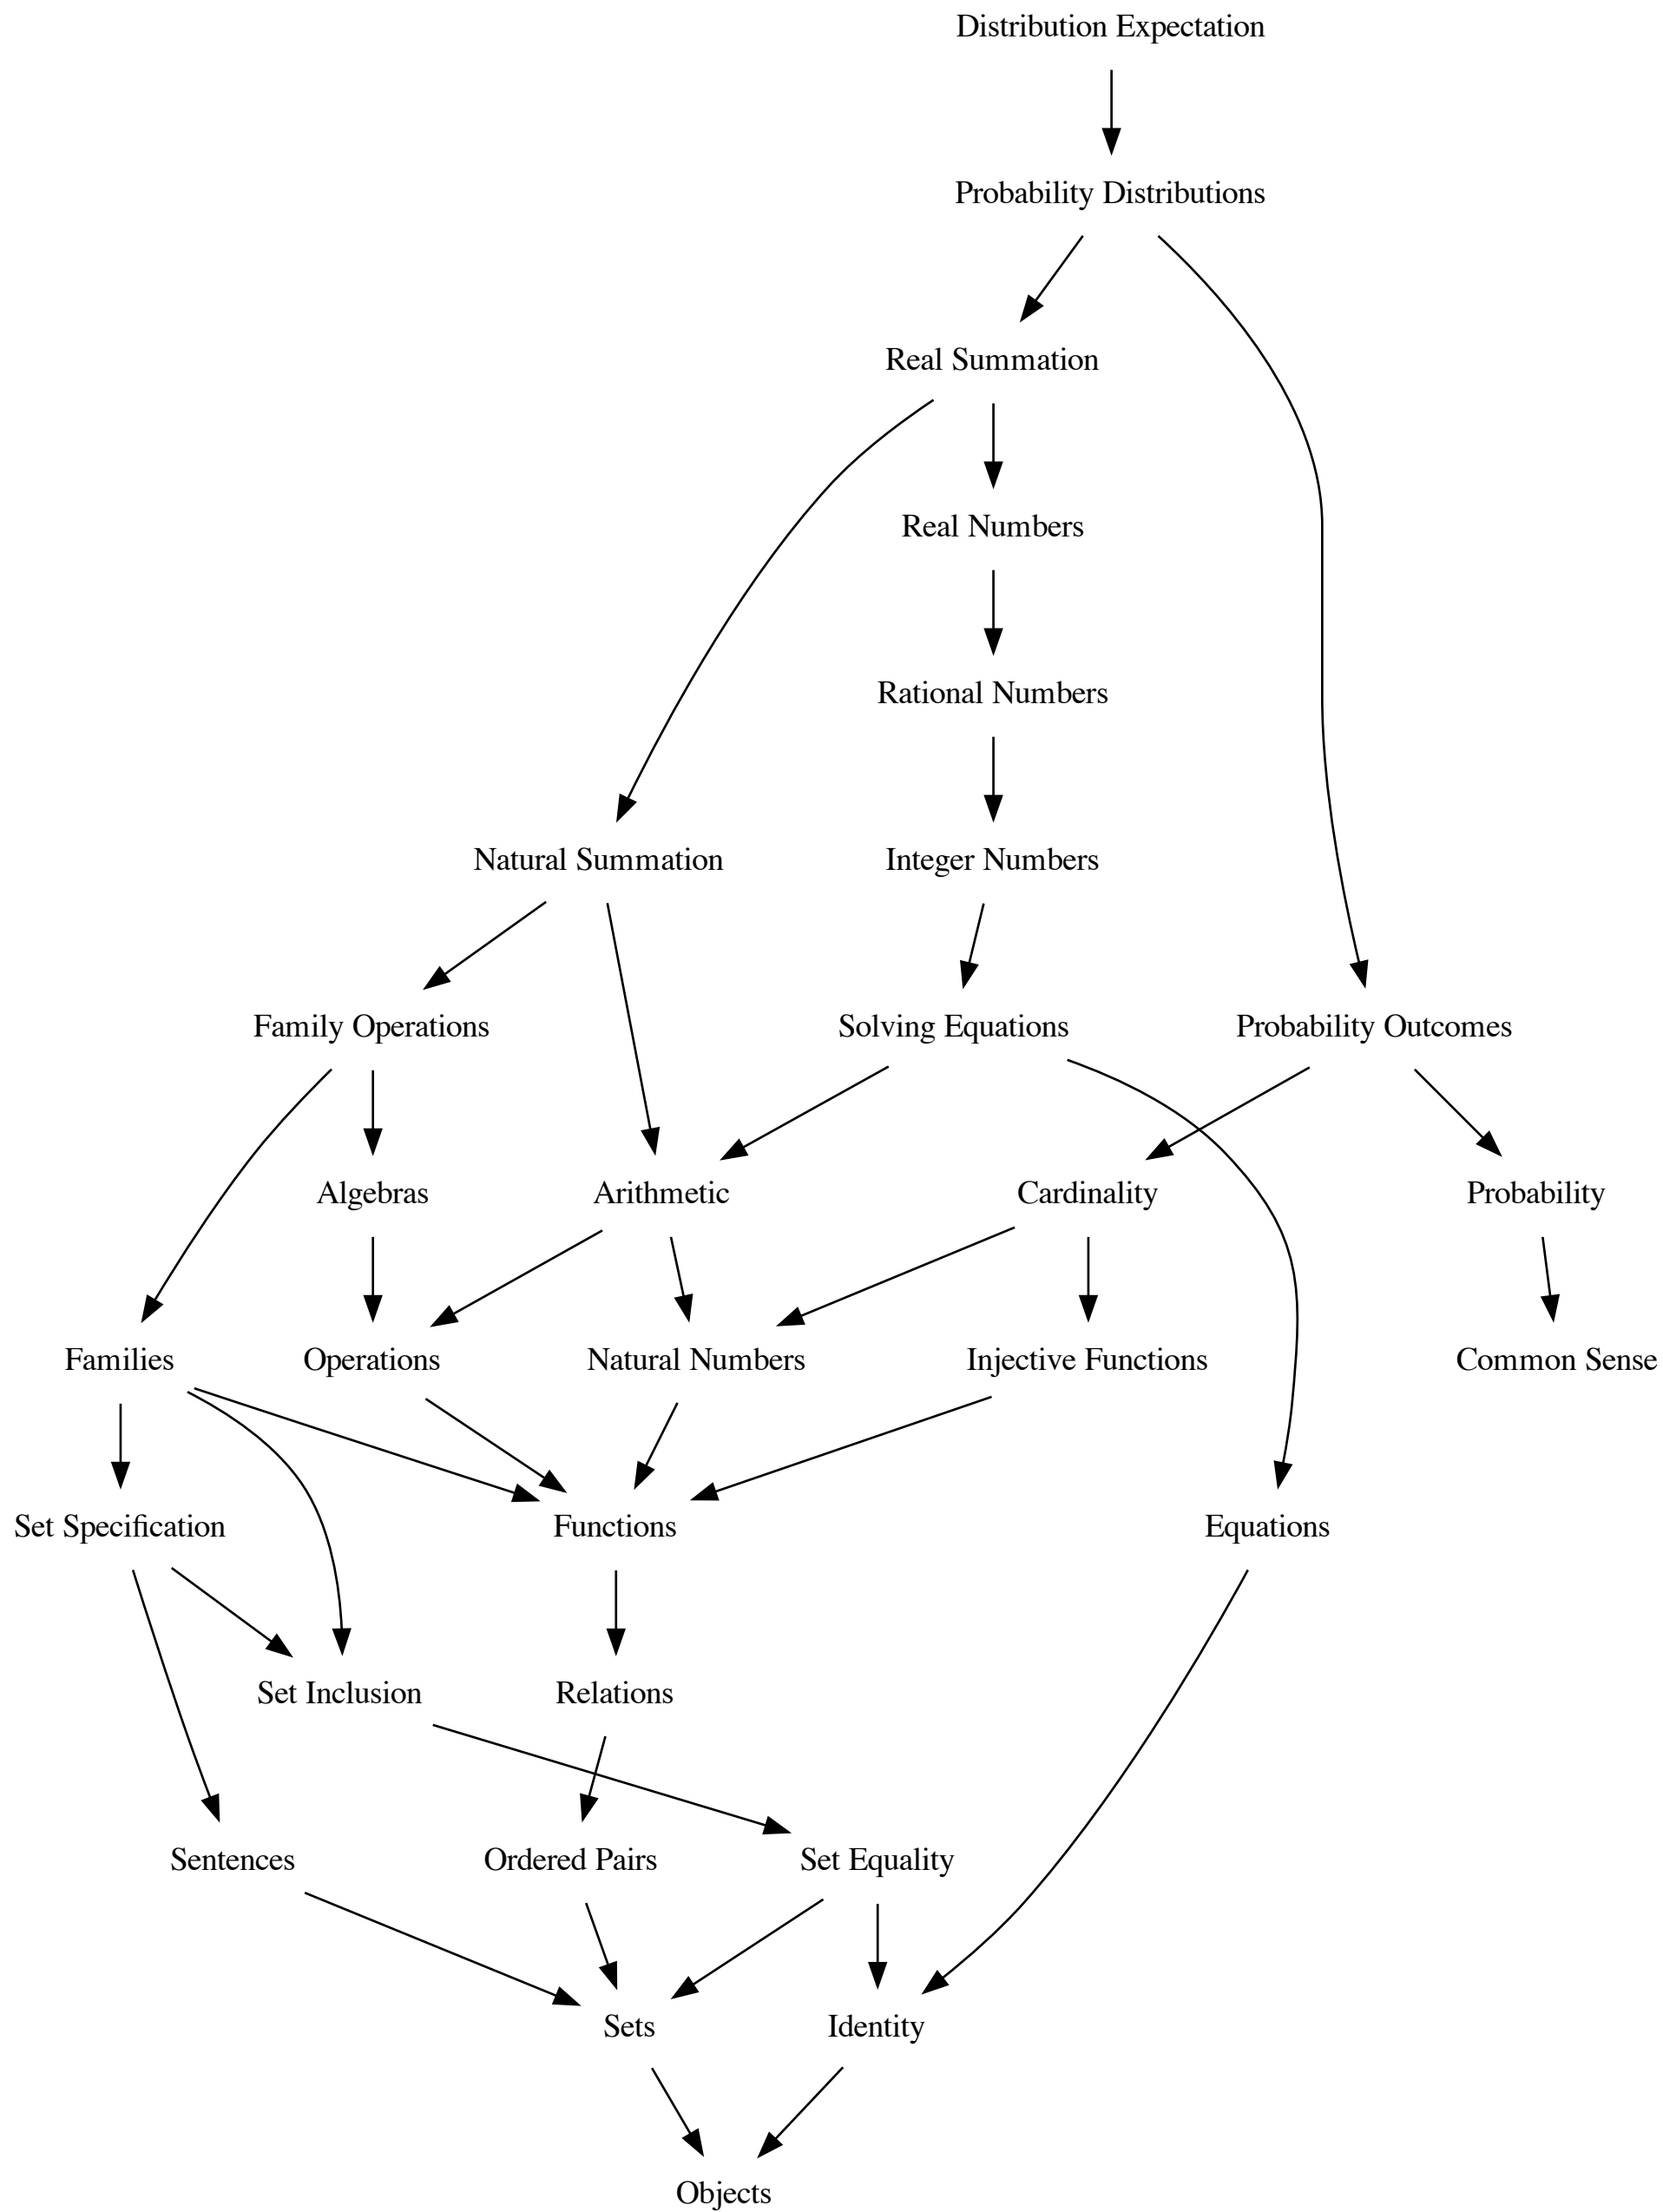 Distribution Expectation
Probability Distributions
Real Summation
Real Numbers
Rational Numbers
Natural Summation
Integer Numbers
Family Operations
Solving Equations
Probability Outcomes
Algebras
Arithmetic
Cardinality
Probability
Families
Operations
Natural Numbers
Injective Functions
Common Sense
Set Specification
Functions
Equations
Set Inclusion
Relations
Sentences
Ordered Pairs
Set Equality
Sets
Identity
Objects